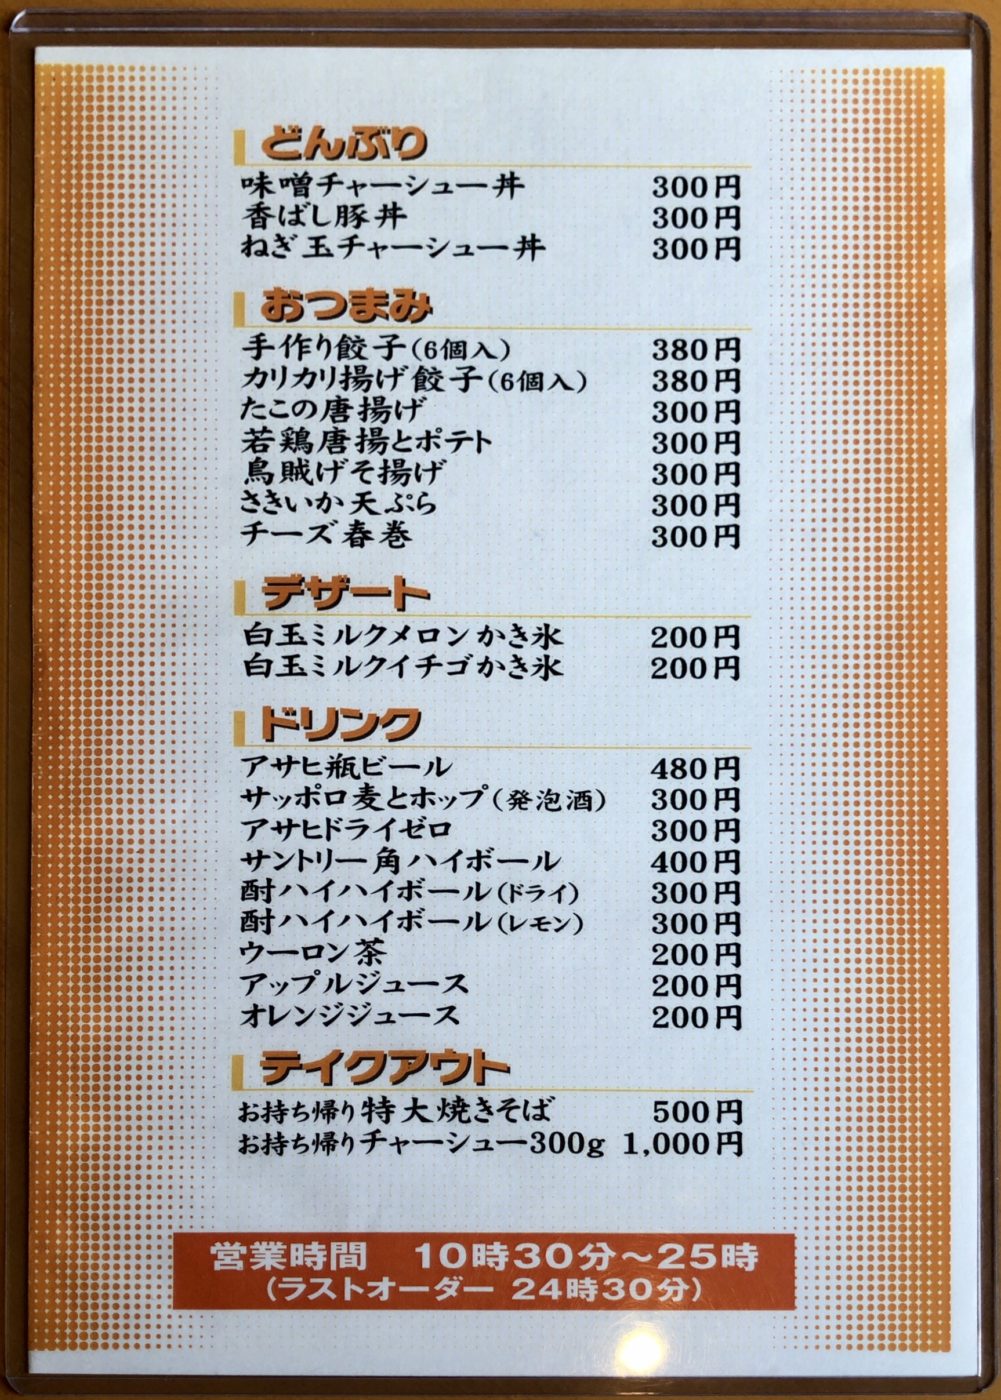 どんぶり
味噌チャーシュー丼 300円
香ばし豚丼 300円
ねぎ玉チャーシュー丼 300円
おつまみ
手作り餃子(6個入) 380円
カリカリ揚げ餃子(6個入) 380円
たこの唐揚げ 300円
若鶏唐揚とポテト 300円
烏賊げそ揚げ 300円
さきいか天ぷら 300円
チーズ春巻 300円
デザート
白玉ミルクメロンかき氷 200円
白玉ミルクイチゴかき氷 200円
ドリンク
アサヒ瓶ビール 480円
サッポロ麦とホップ(発泡酒) 300円
アサヒドライゼロ 300円
サントリー角ハイボール 400円
酎ハイハイボール(ドライ) 300円
酎ハイハイボール(レモン) 300円
ウーロン茶 200円
アップルジュース 200円
オレンジジュース 200円
テイクアウト
お持ち帰り特大焼きそば 500円
お持ち帰りチャーシュー300g 1,000円
営業時間 10時30分〜25時
(ラストオーダー 24時30分)